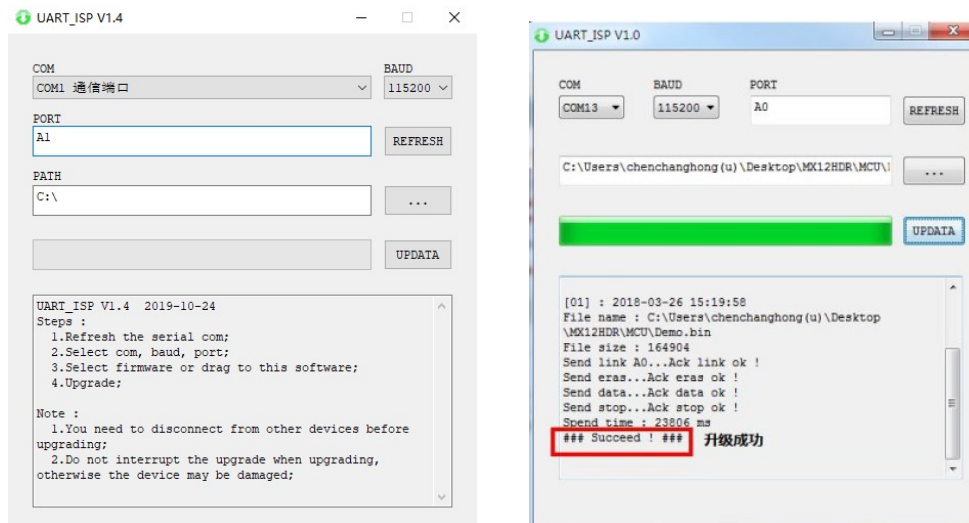 UART_ISP V1.4
COM
BAUD
COM1 通信端口
115200
PORT
A1
REFRESH
PATH
C:\
...
UPDATA
UART_ISP V1.4 2019-10-24
Steps :
1.Refresh the serial com;
2.Select com, baud, port;
3.Select firmware or drag to this software;
4.Upgrade;
Note :
1.You need to disconnect from other devices before
upgrading;
2.Do not interrupt the upgrade when upgrading,
otherwise the device may be damaged;
UART_ISP V1.0
COM
BAUD
PORT
COM13
115200
A0
REFRESH
C:\Users\chenchanghong(u)\Desktop\MX12HDR\MCU\
...
UPDATA
[01] : 2018-03-26 15:19:58
File name : C:\Users\chenchanghong(u)\Desktop
\MX12HDR\MCU\Demo.bin
File size : 164904
Send link A0...Ack link ok !
Send eras...Ack eras ok !
Send data...Ack data ok !
Send stop...Ack stop ok !
Spend time : 23806 ms
### Succeed ! ### 升级成功